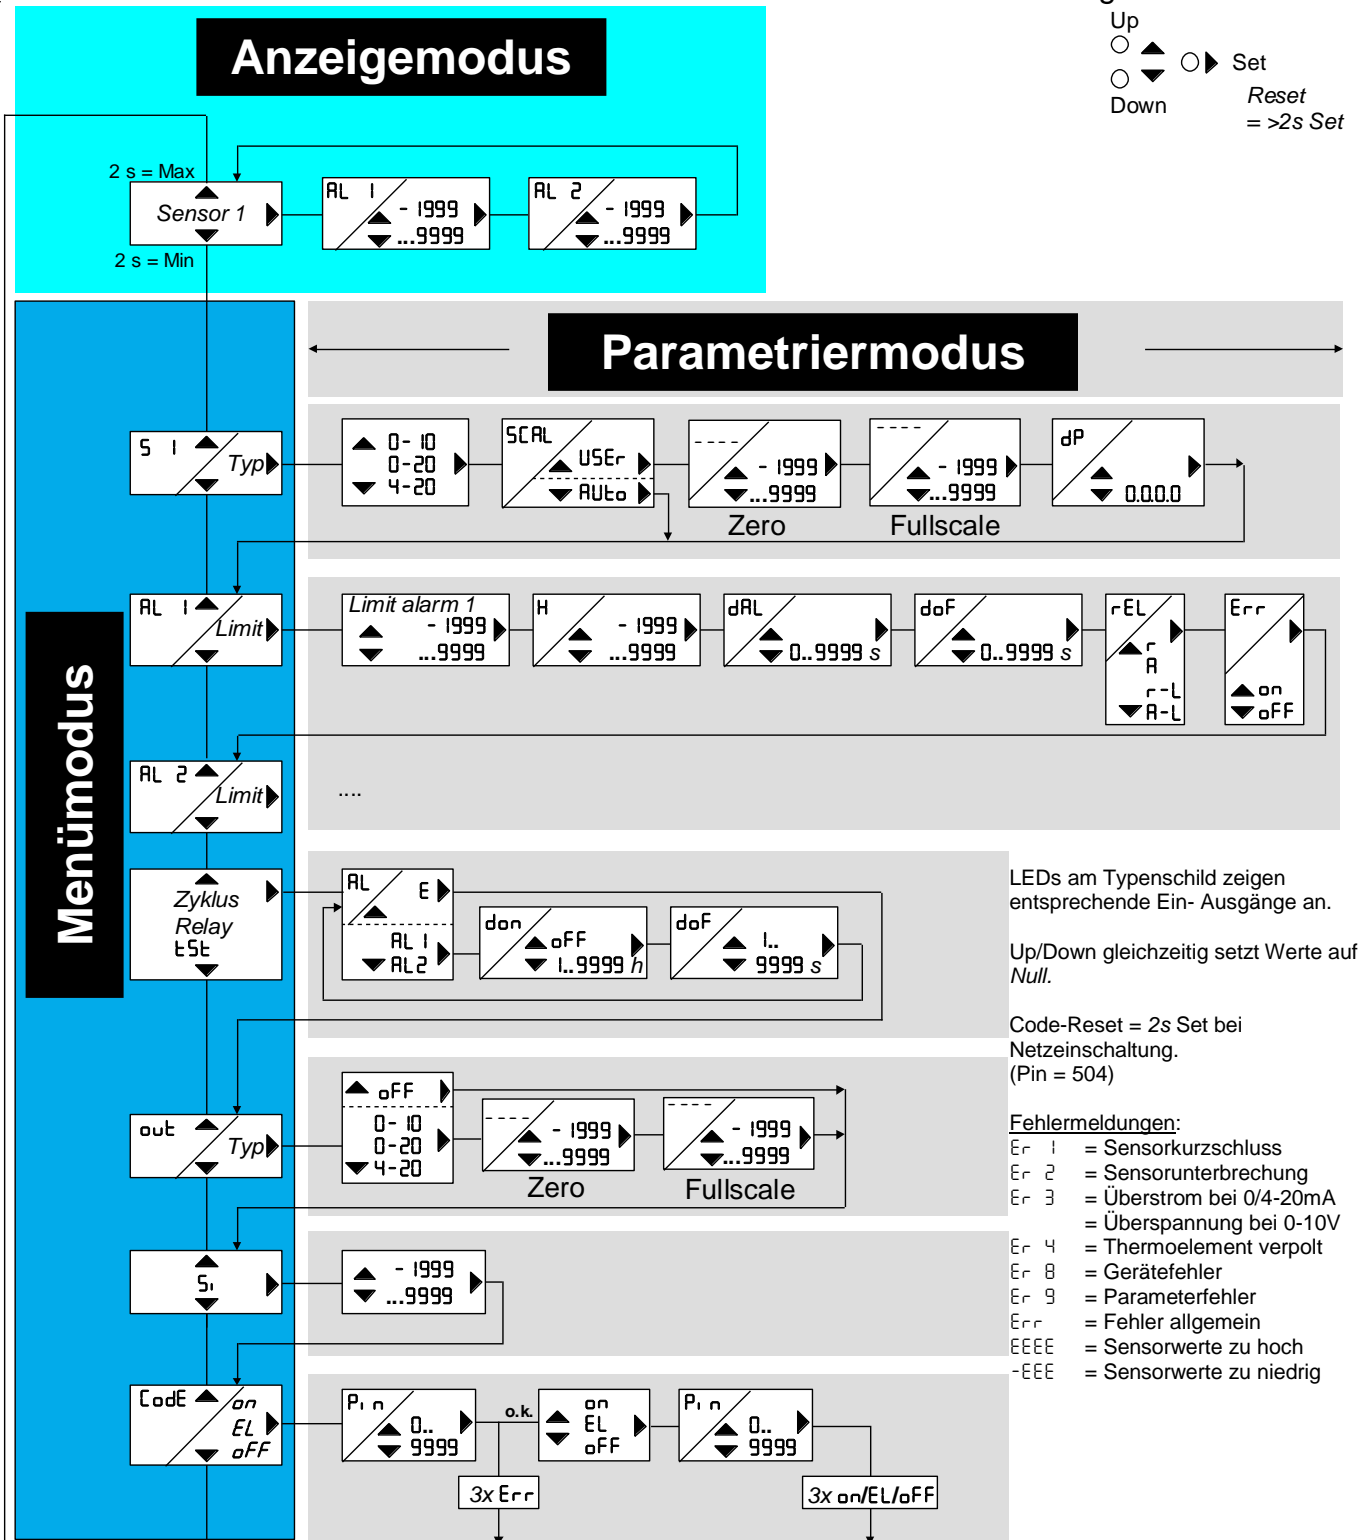 Up
Set
Down
Reset
= >2s Set
Anzeigemodus
2 s = Max
Sensor 1
2 s = Min
AL 1
- 1999
...9999
AL 2
- 1999
...9999
Parametriermodus
Menümodus
S 1
Typ
0- 10
0-20
4-20
SCAL
USEr
AUto
----
- 1999
...9999
Zero
----
- 1999
...9999
Fullscale
dP
0.0.0.0
AL 1
Limit
Limit alarm 1
- 1999
...9999
H
- 1999
...9999
dAL
0..9999 s
doF
0..9999 s
rEL
r
A
r-L
A-L
Err
on
oFF
AL 2
Limit
....
Zyklus
Relay
tSt
AL
E
AL1
AL2
don
oFF
1..9999 h
doF
1..
9999 s
out
Typ
oFF
0- 10
0-20
4-20
----
- 1999
...9999
Zero
----
- 1999
...9999
Fullscale
Si
- 1999
...9999
CodE
on
EL
oFF
Pin
0..
9999
o.k.
on
EL
oFF
Pin
0..
9999
3x Err
3x on/EL/oFF
LEDs am Typenschild zeigen
entsprechende Ein- Ausgänge an.
Up/Down gleichzeitig setzt Werte auf
Null.
Code-Reset = 2s Set bei
Netzeinschaltung.
(Pin = 504)
Fehlermeldungen:
Er 1 = Sensorkurzschluss
Er 2 = Sensorunterbrechung
Er 3 = Überstrom bei 0/4-20mA
= Überspannung bei 0-10V
Er 4 = Thermoelement verpolt
Er 8 = Gerätefehler
Er 9 = Parameterfehler
Err = Fehler allgemein
EEEE = Sensorwerte zu hoch
-EEE = Sensorwerte zu niedrig